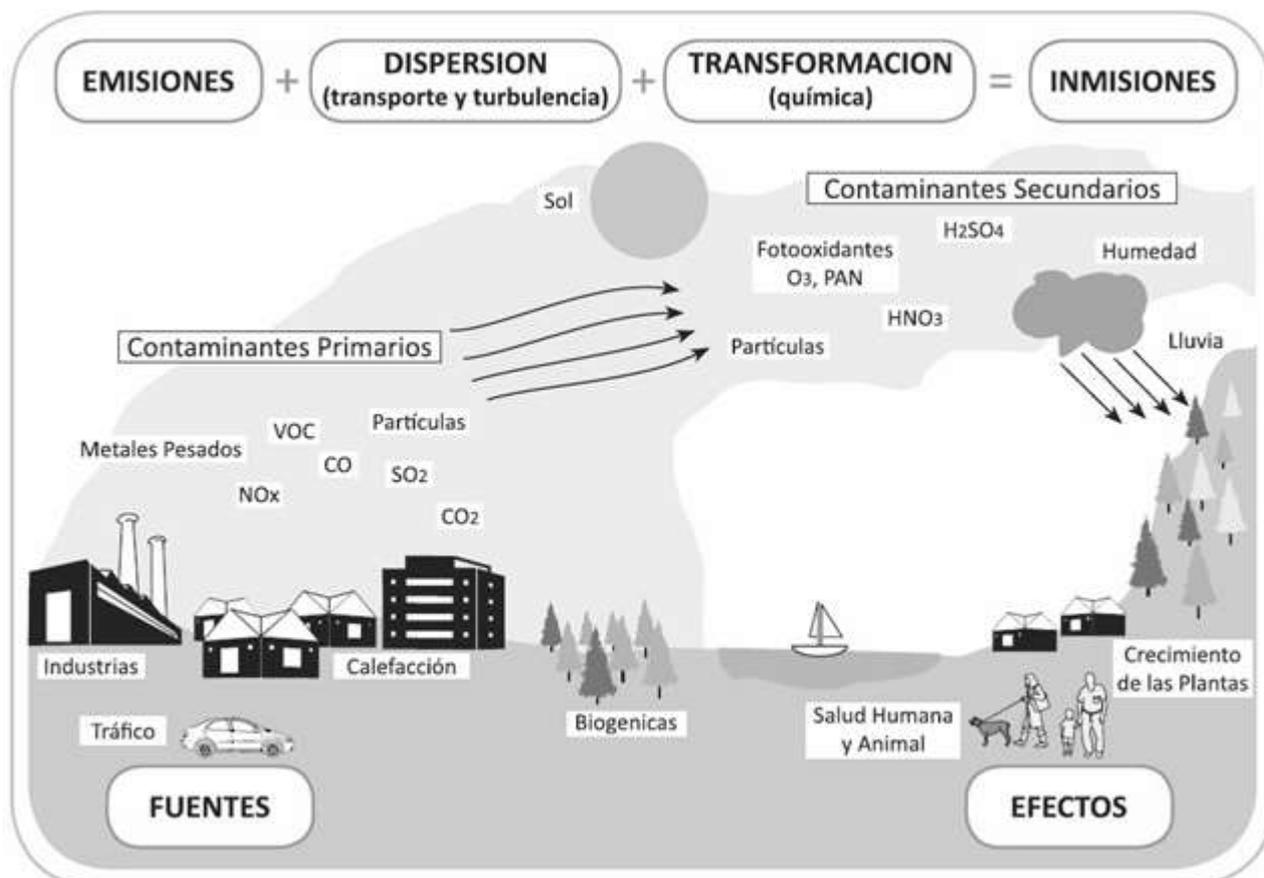 EMISIONES
+
DISPERSION
(transporte y turbulencia)
+
TRANSFORMACION
(química)
=
INMISIONES
Sol
Contaminantes Secundarios
H2SO4
Fotooxidantes
O3, PAN
Humedad
HNO3
Contaminantes Primarios
Partículas
Lluvia
Partículas
VOC
Metales Pesados
CO
SO2
NOx
CO2
Industrias
Calefacción
Biogenicas
Crecimiento
de las Plantas
Salud Humana
y Animal
Tráfico
FUENTES
EFECTOS